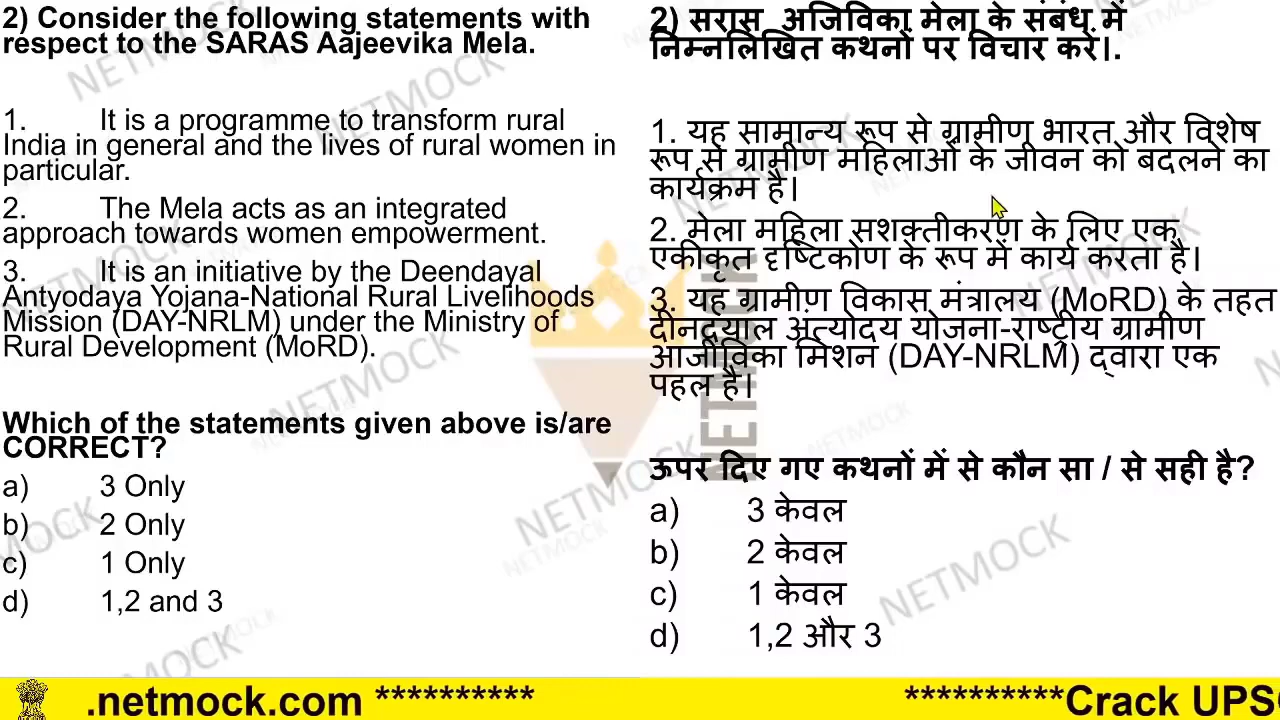 2) Consider the following statements with
respect to the SARAS Aajeevika Mela.
1. It is a programme to transform rural
India in general and the lives of rural women in
particular.
2. The Mela acts as an integrated
approach towards women empowerment.
3. It is an initiative by the Deendayal
Antyodaya Yojana-National Rural Livelihoods
Mission (DAY-NRLM) under the Ministry of
Rural Development (MoRD).
Which of the statements given above is/are
CORRECT?
a) 3 Only
b) 2 Only
c) 1 Only
d) 1,2 and 3
2) सरास अजिविका मेला के संबंध में
निम्नलिखित कथनों पर विचार करें।.
1. यह सामान्य रूप से ग्रामीण भारत और विशेष
रूप से ग्रामीण महिलाओं के जीवन को बदलने का
कार्यक्रम है।
2. मेला महिला सशक्तीकरण के लिए एक
एकीकृत दृष्टिकोण के रूप में कार्य करता है।
3. यह ग्रामीण विकास मंत्रालय (MoRD) के तहत
दीनदयाल अंत्योदय योजना-राष्ट्रीय ग्रामीण
आजीविका मिशन (DAY-NRLM) द्वारा एक
पहल है।
ऊपर दिए गए कथनों में से कौन सा / से सही है?
a) 3 केवल
b) 2 केवल
c) 1 केवल
d) 1,2 और 3
NETMOCK
.netmock.com ********** **********Crack UPSC